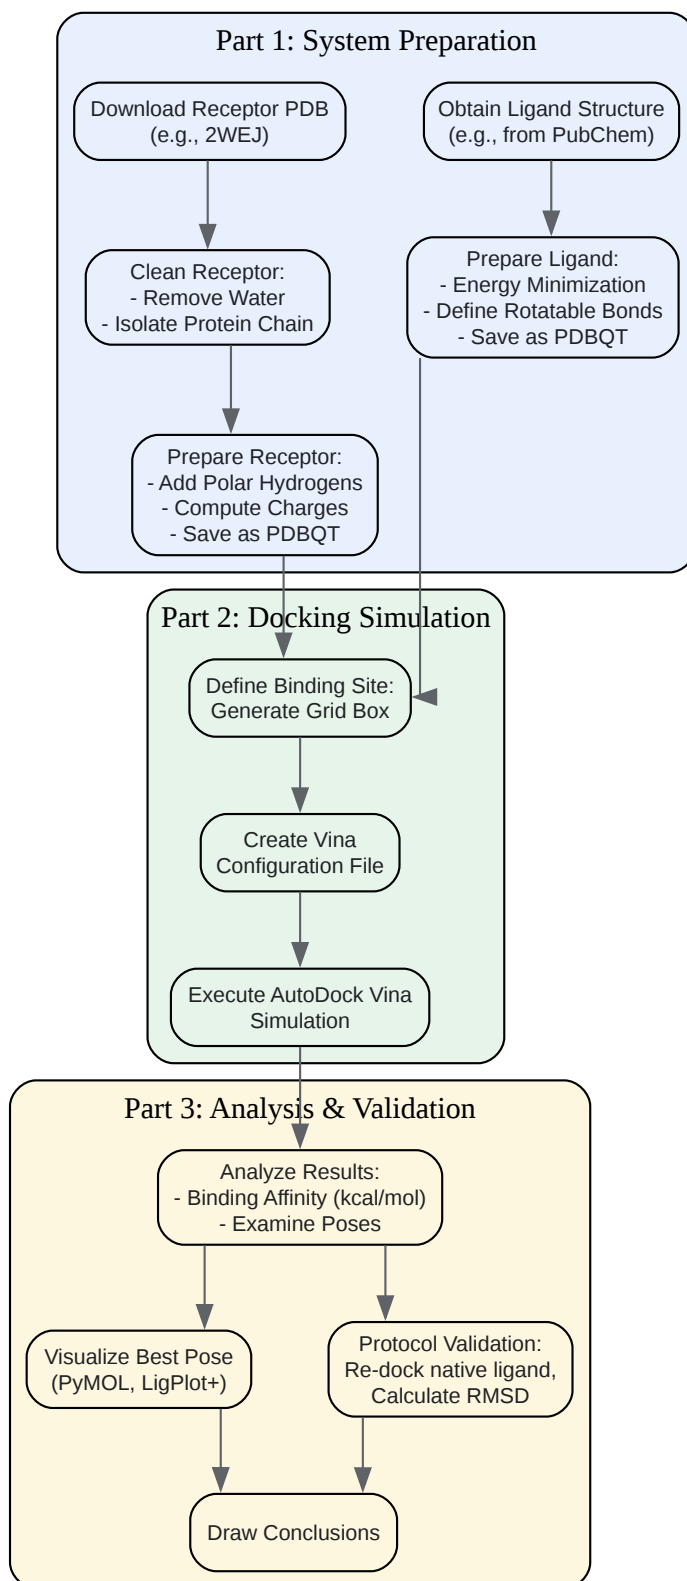 Part 1: System Preparation
Download Receptor PDB
(e.g., 2WEJ)
Obtain Ligand Structure
(e.g., from PubChem)
Clean Receptor:
- Remove Water
- Isolate Protein Chain
Prepare Ligand:
- Energy Minimization
- Define Rotatable Bonds
- Save as PDBQT
Prepare Receptor:
- Add Polar Hydrogens
- Compute Charges
- Save as PDBQT
Part 2: Docking Simulation
Define Binding Site:
Generate Grid Box
Create Vina
Configuration File
Execute AutoDock Vina
Simulation
Part 3: Analysis & Validation
Analyze Results:
- Binding Affinity (kcal/mol)
- Examine Poses
Visualize Best Pose
(PyMOL, LigPlot+)
Protocol Validation:
Re-dock native ligand,
Calculate RMSD
Draw Conclusions